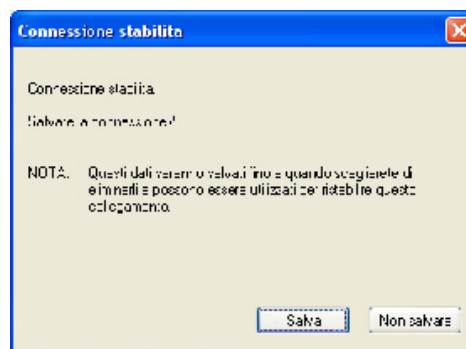 Connessione stabilita
Connessione stabilita.
Salvare la connessione?
NOTA: Questi dati verranno salvati fino a quando sceglierete di
eliminarli e possono essere utilizzati per ristabilire questo
collegamento.
Salva
Non salvare